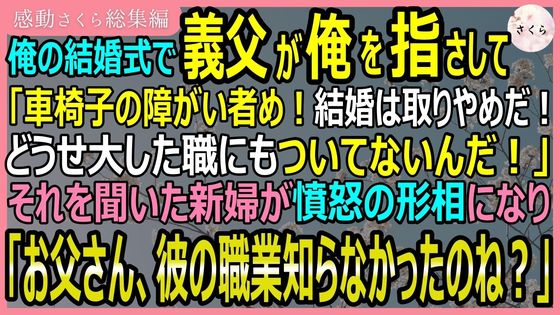 感動さくら総集編
さくら
俺の結婚式で義父が俺を指さして
「車椅子の障がい者め！結婚は取りやめだ！
どうせ大した職にもついてないんだ！」
それを聞いた新婦が憤怒の形相になり
「お父さん、彼の職業知らなかったのね？」